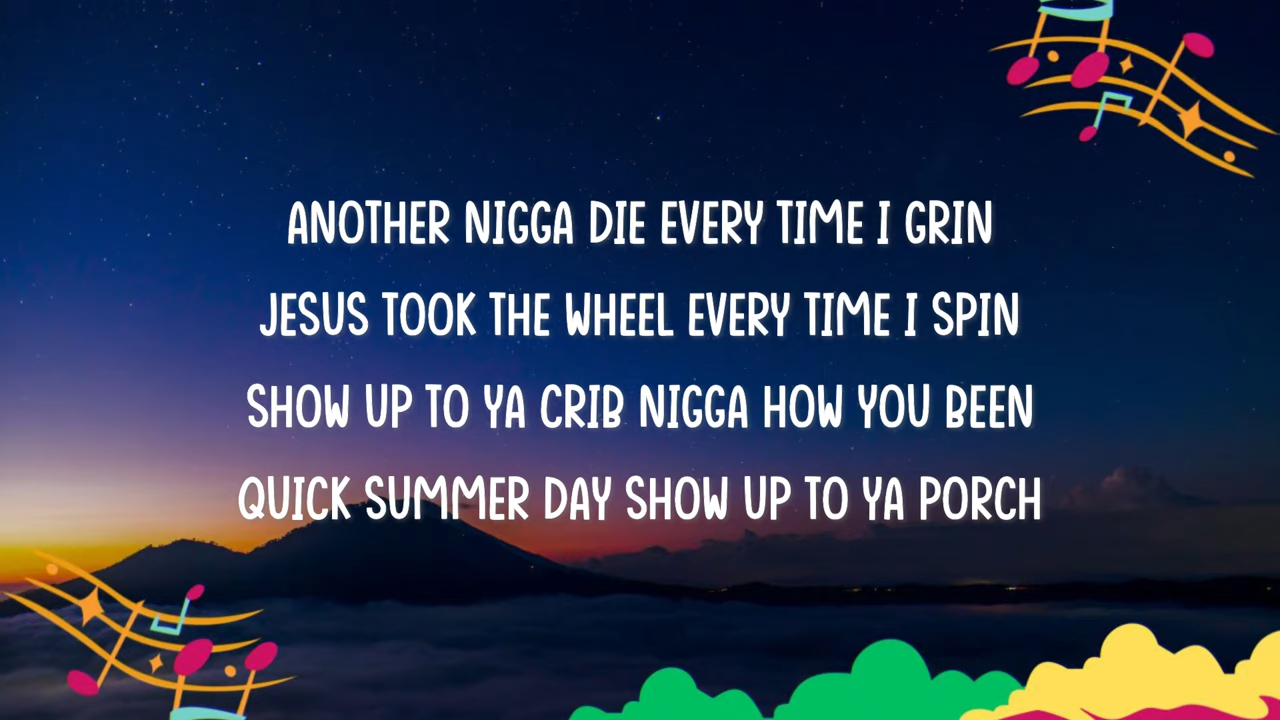 ANOTHER NIGGA DIE EVERY TIME I GRIN
JESUS TOOK THE WHEEL EVERY TIME I SPIN
SHOW UP TO YA CRIB NIGGA HOW YOU BEEN
QUICK SUMMER DAY SHOW UP TO YA PORCH